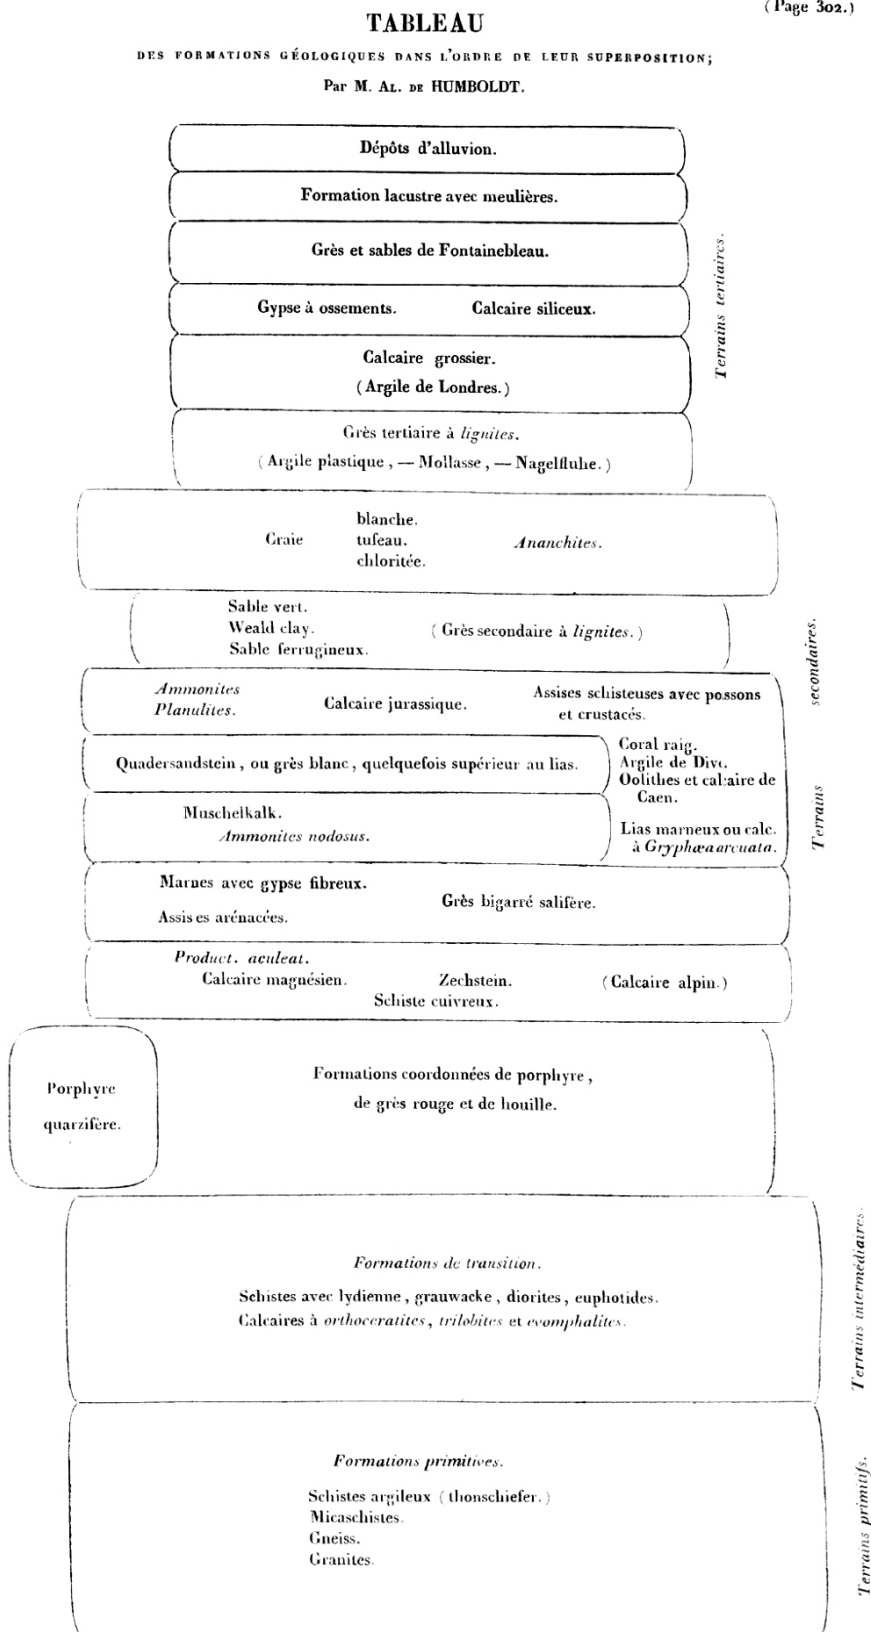 (Page 302.)
TABLEAU
DES FORMATIONS GÉOLOGIQUES DANS L'ORDRE DE LEUR SUPERPOSITION;
Par M. AL. DE HUMBOLDT.
Dépôts d'alluvion.
Formation lacustre avec meulières.
Grès et sables de Fontainebleau.
Gypse à ossements. Calcaire siliceux.
Calcaire grossier.
(Argile de Londres.)
Terrains tertiaires.
Grès tertiaire à lignites.
(Argile plastique, — Mollasse, — Nagelfluhe.)
blanche.
Craie tufeau. Ananchites.
chloritée.
Sable vert.
Weald clay. (Grès secondaire à lignites.)
Sable ferrugineux.
Ammonites
Planulites.
Calcaire jurassique.
Assises schisteuses avec possons
et crustacés.
Quadersandstein, ou grès blanc, quelquefois supérieur au lias.
Coral raig.
Argile de Dive.
Oolithes et calcaire de
Caen.
Muschelkalk.
Ammonites nodosus.
Lias marneux ou calc.
à Gryphæa arcuata.
Terrains secondaires.
Marnes avec gypse fibreux.
Grès bigarré salifère.
Assises arénacées.
Product. aculeat.
Calcaire magnésien. Zechstein. (Calcaire alpin.)
Schiste cuivreux.
Porphyre
quarzifère.
Formations coordonnées de porphyre,
de grès rouge et de houille.
Formations de transition.
Schistes avec lydienne, grauwacke, diorites, euphotides.
Calcaires à orthoceratites, trilobites et evomphalites.
Terrains intermédiaires.
Formations primitives.
Schistes argileux (thonschiefer.)
Micaschistes.
Gneiss.
Granites.
Terrains primitifs.